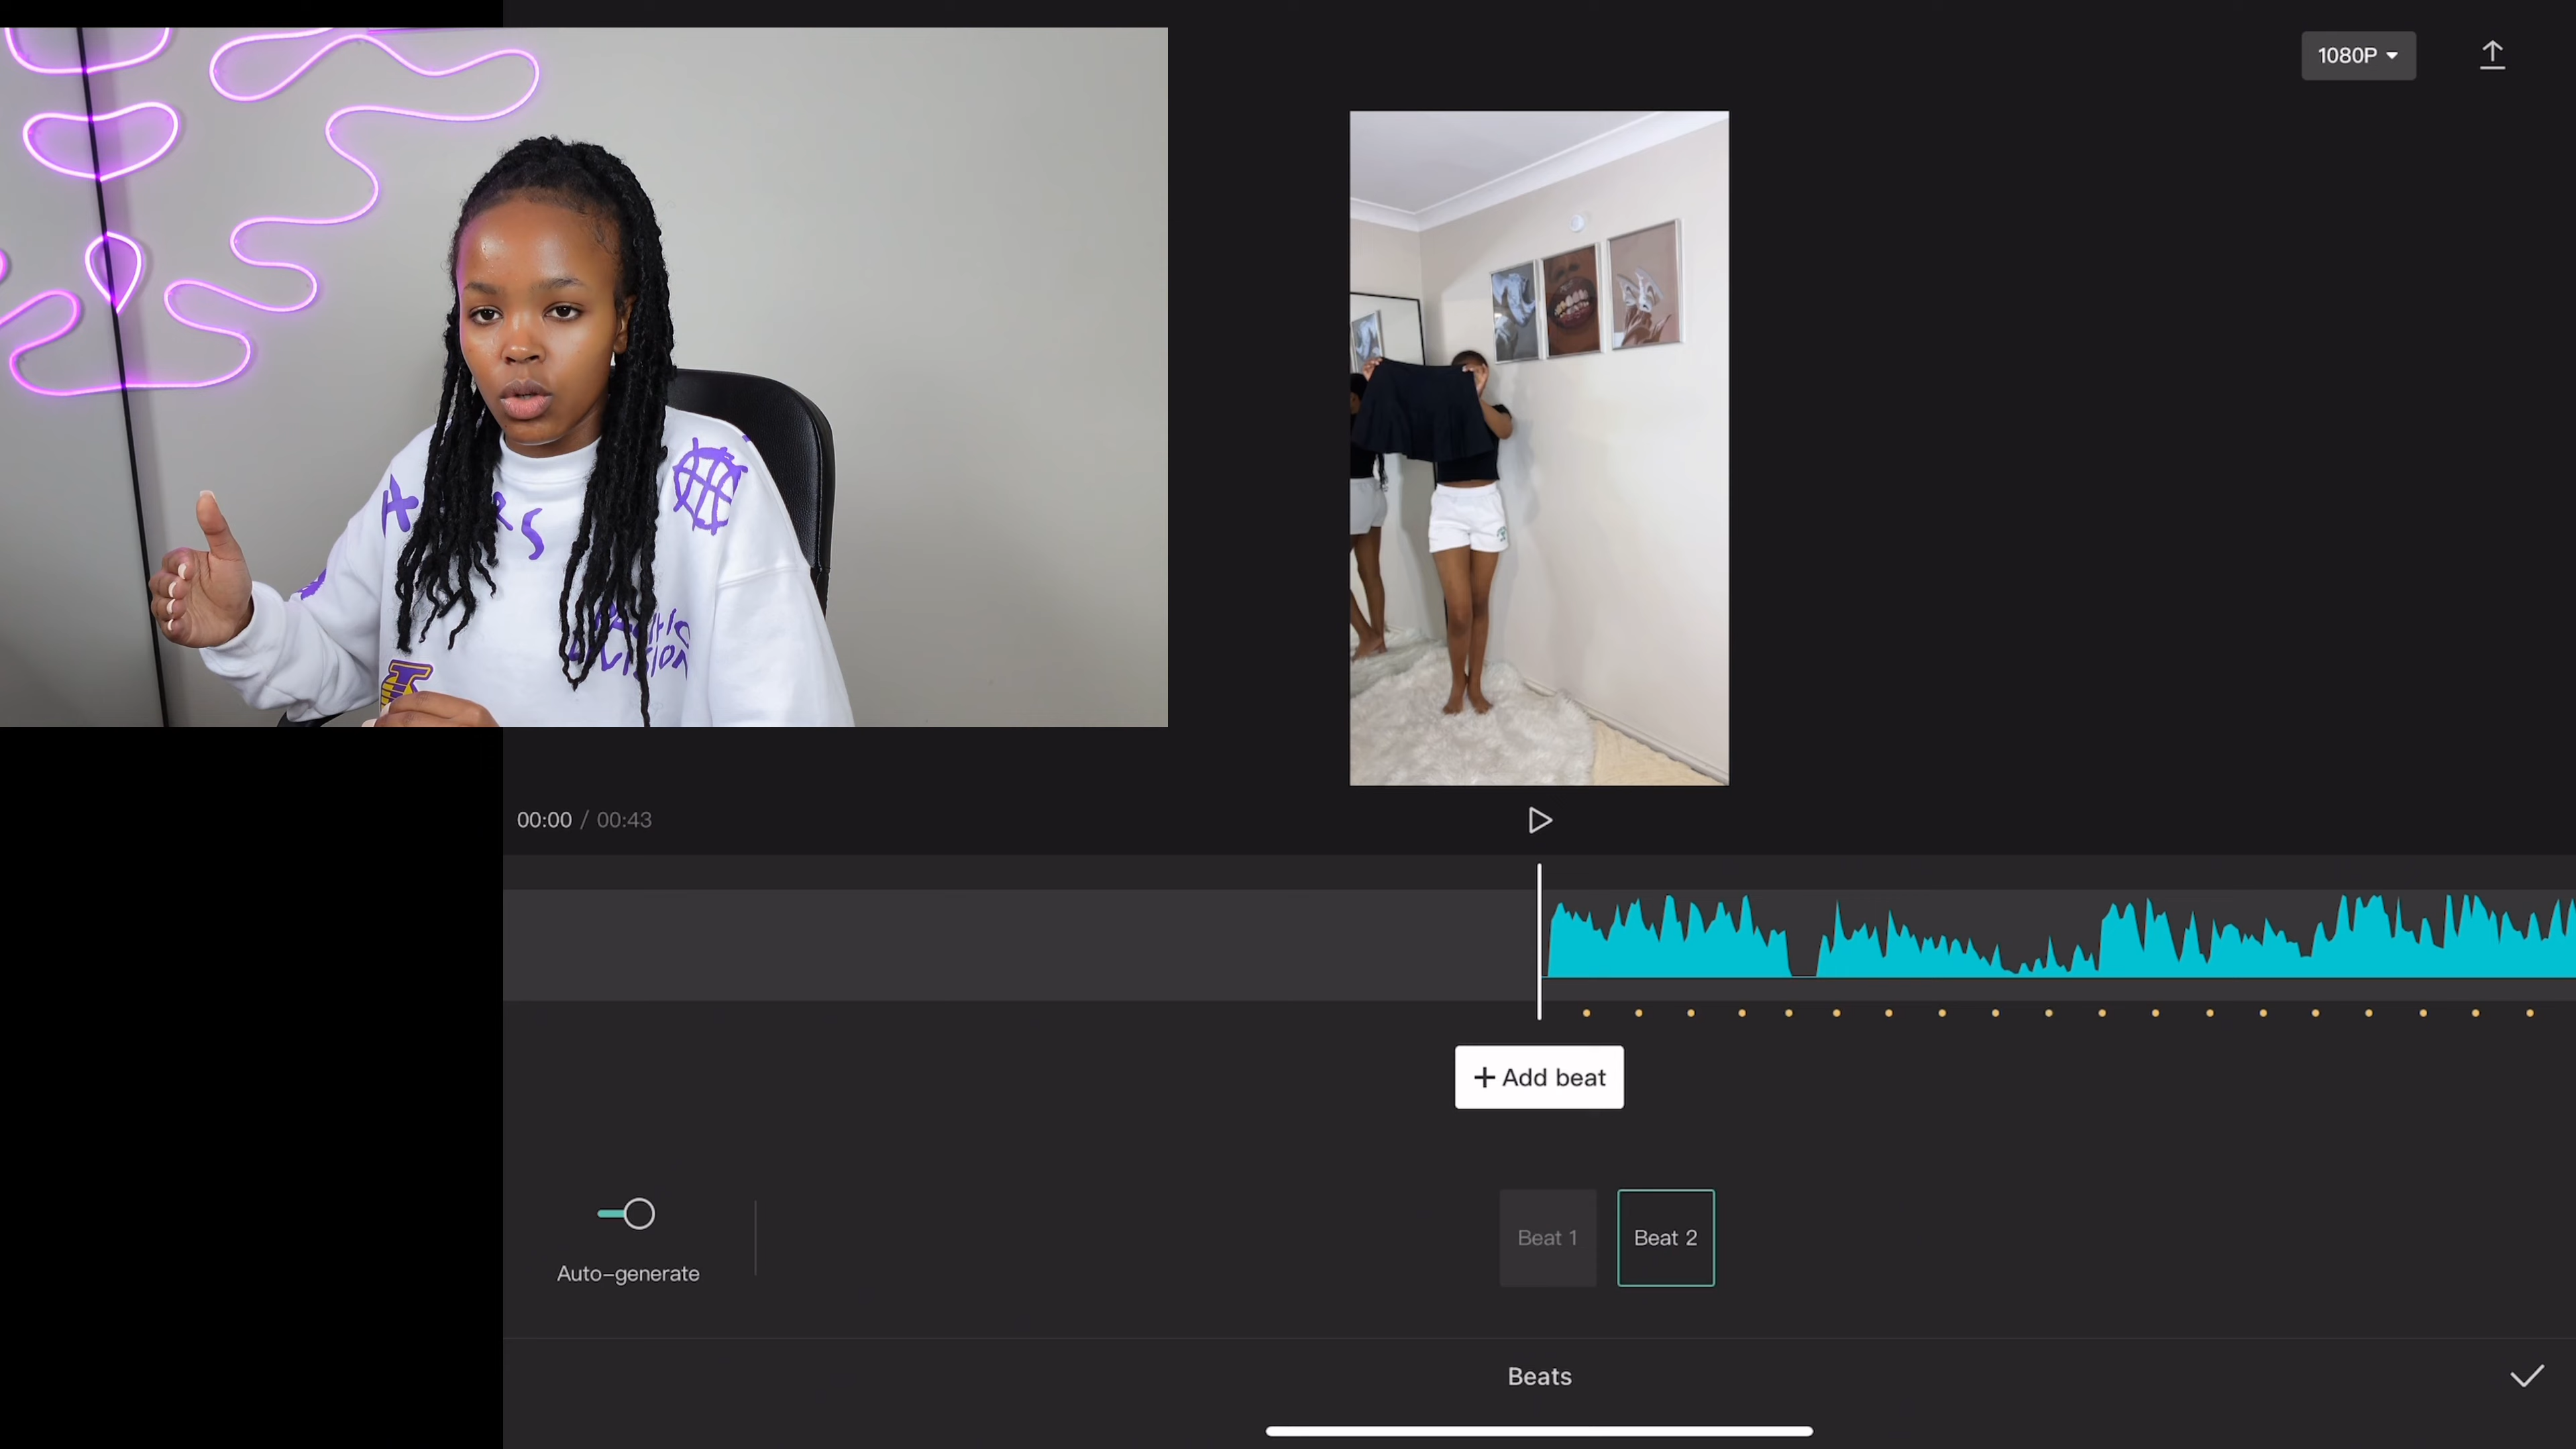 1080P
00:00 / 00:43
+ Add beat
Beat 1
Beat 2
Auto-generate
Beats